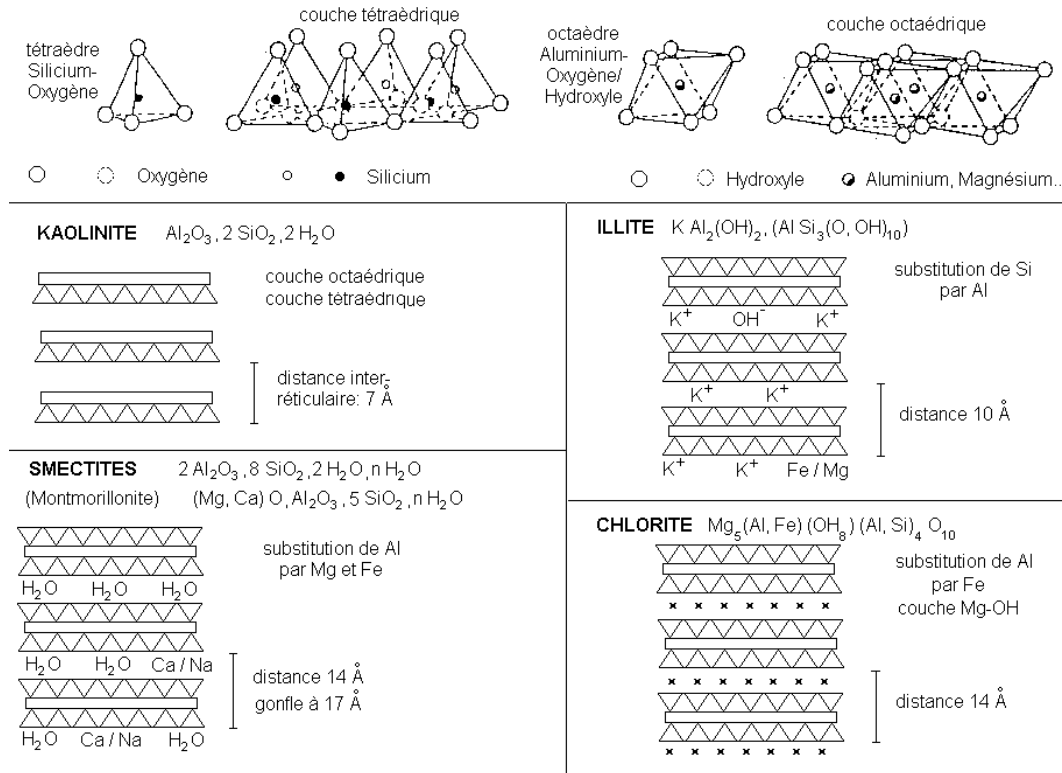 couche tétraèdrique
tétraèdre
Silicium-
Oxygène
octaèdre
Aluminium-
Oxygène/
Hydroxyle
couche octaédrique
Oxygène
Silicium
Hydroxyle
Aluminium, Magnésium...
KAOLINITE Al₂O₃, 2 SiO₂, 2 H₂O
couche octaédrique
couche tétraédrique
distance inter-
réticulaire: 7 Å
ILLITE K Al₂(OH)₂, (Al Si₃(O, OH)₁₀)
substitution de Si
par Al
K⁺ OH⁻ K⁺
K⁺ K⁺
distance 10 Å
K⁺ K⁺ Fe / Mg
SMECTITES 2 Al₂O₃, 8 SiO₂, 2 H₂O, n H₂O
(Montmorillonite) (Mg, Ca) O, Al₂O₃, 5 SiO₂, n H₂O
substitution de Al
par Mg et Fe
H₂O H₂O H₂O
H₂O H₂O Ca / Na
distance 14 Å
gonfle à 17 Å
H₂O Ca / Na H₂O
CHLORITE Mg₅(Al, Fe) (OH₈) (Al, Si)₄ O₁₀
substitution de Al
par Fe
couche Mg-OH
distance 14 Å